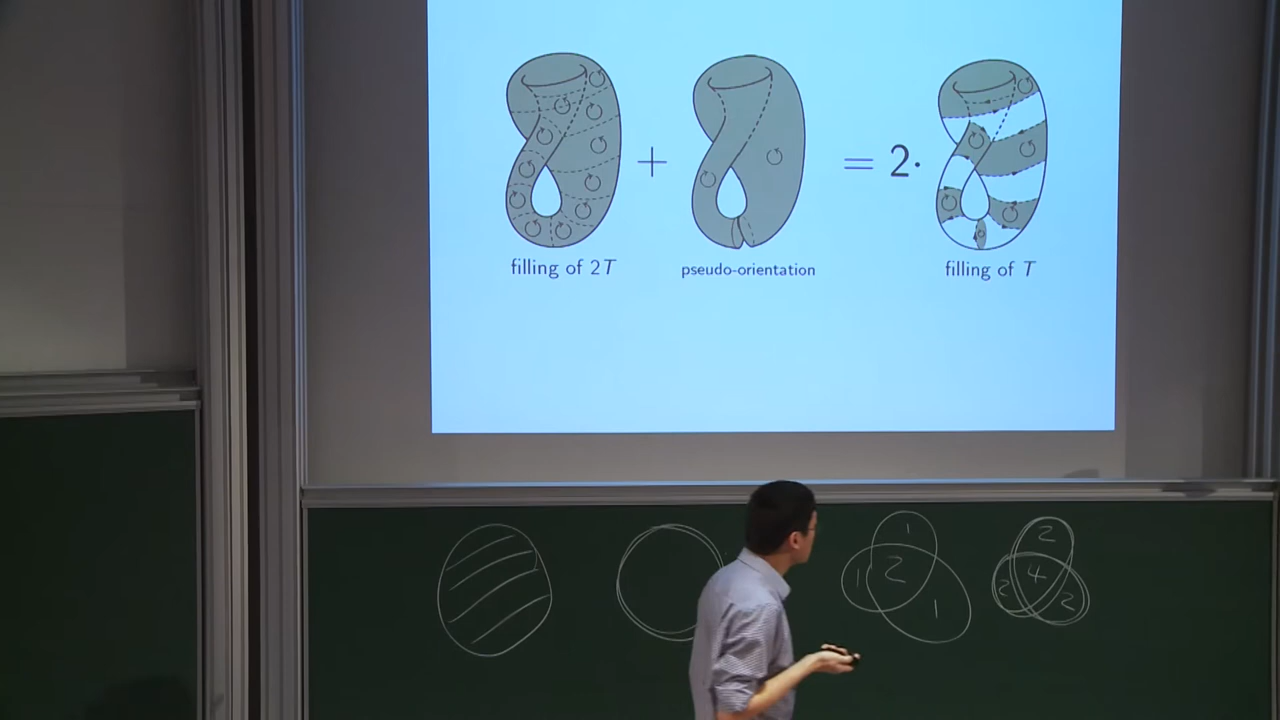 + = 2·
filling of 2T pseudo-orientation filling of T
1 2
1 2 2 4 2
1